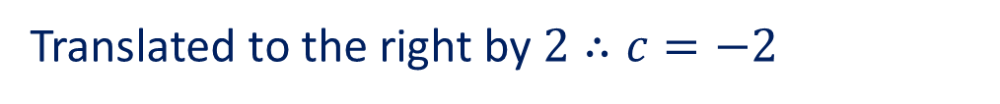 Translated to the right by 2 ∴ 𝑐 = −2